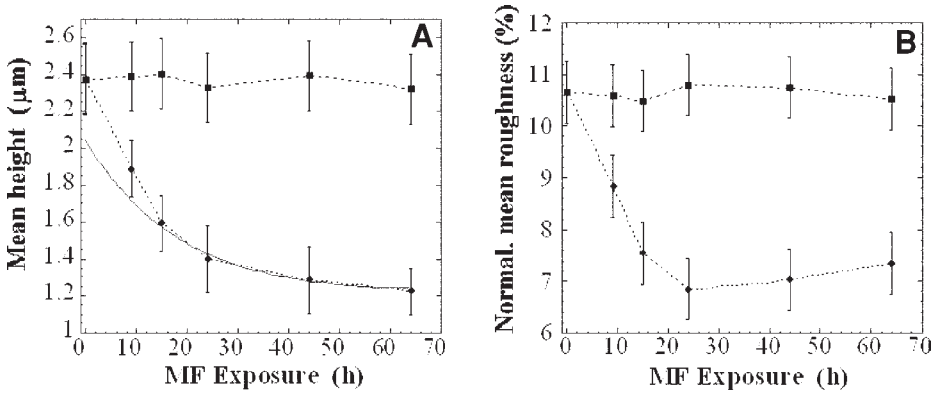 A
Mean height (µm)
2.6
2.4
2.2
2
1.8
1.6
1.4
1.2
1
0 10 20 30 40 50 60 70
MF Exposure (h)
B
Normal. mean roughness (%)
12
11
10
9
8
7
6
0 10 20 30 40 50 60 70
MF Exposure (h)